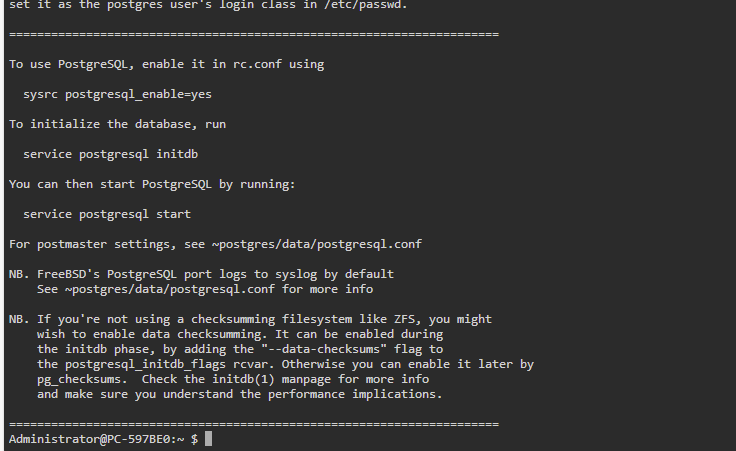 set it as the postgres user's login class in /etc/passwd.
======================================================================
To use PostgreSQL, enable it in rc.conf using
sysrc postgresql_enable=yes
To initialize the database, run
service postgresql initdb
You can then start PostgreSQL by running:
service postgresql start
For postmaster settings, see ~postgres/data/postgresql.conf
NB. FreeBSD's PostgreSQL port logs to syslog by default
See ~postgres/data/postgresql.conf for more info
NB. If you're not using a checksumming filesystem like ZFS, you might
wish to enable data checksumming. It can be enabled during
the initdb phase, by adding the "--data-checksums" flag to
the postgresql_initdb_flags rcvar. Otherwise you can enable it later by
pg_checksums.  Check the initdb(1) manpage for more info
and make sure you understand the performance implications.
======================================================================
Administrator@PC-597BE0:~ $